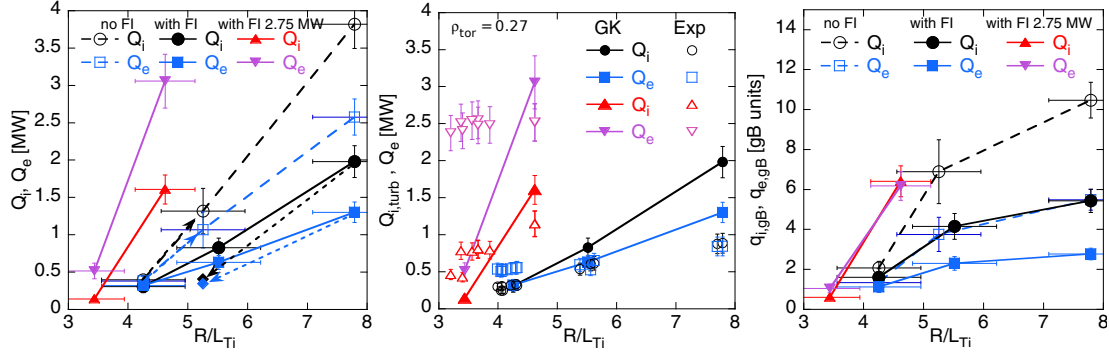 no FI with FI with FI 2.75 MW
Q_i Q_i Q_i
Q_e Q_e Q_e
Q_i, Q_e [MW]
4
3.5
3
2.5
2
1.5
1
0.5
0
3 4 5 6 7 8
R/L_Ti
ρ_tor = 0.27
GK Exp
Q_i
Q_e
Q_i
Q_e
Q_i,turb , Q_e [MW]
4
3.5
3
2.5
2
1.5
1
0.5
0
3 4 5 6 7 8
R/L_Ti
no FI with FI with FI 2.75 MW
Q_i Q_i Q_i
Q_e Q_e Q_e
q_i,gB, q_e,gB [gB units]
14
12
10
8
6
4
2
0
3 4 5 6 7 8
R/L_Ti